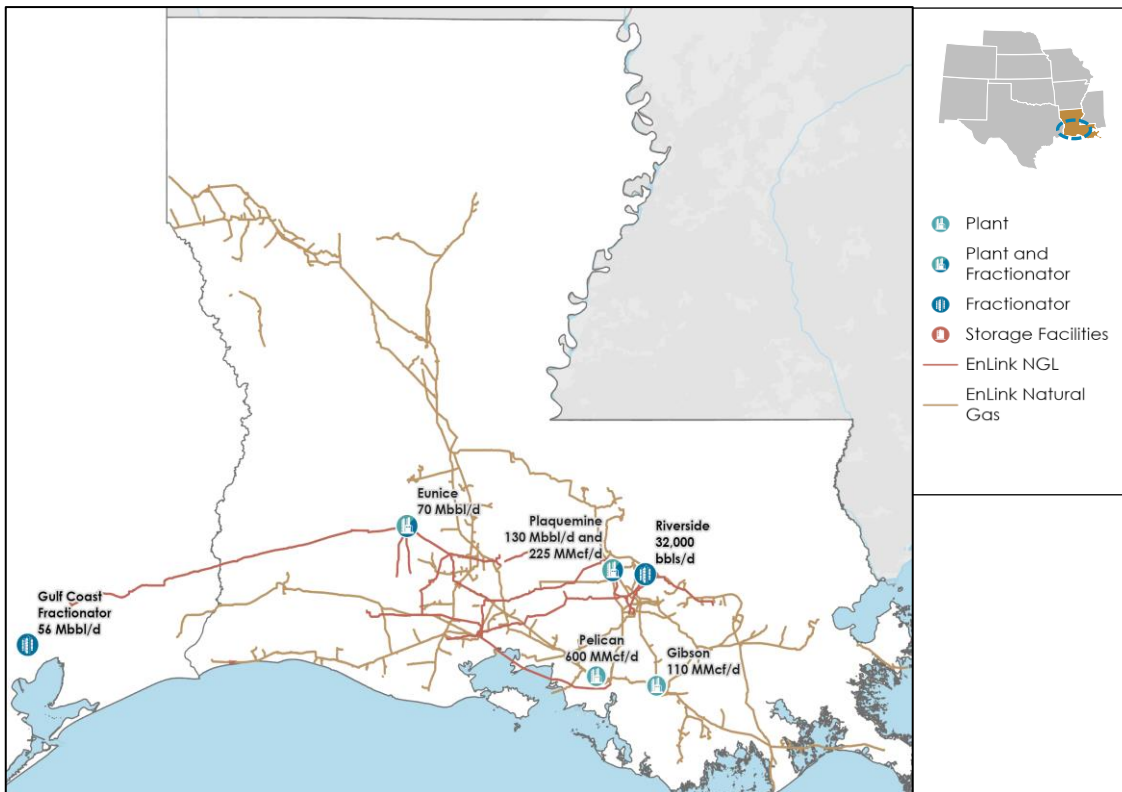 Eunice
70 Mbbl/d
Plaquemine
130 Mbbl/d and
225 MMcf/d
Riverside
32,000
bbls/d
Gulf Coast
Fractionator
56 Mbbl/d
Pelican
600 MMcf/d
Gibson
110 MMcf/d
Plant
Plant and
Fractionator
Fractionator
Storage Facilities
EnLink NGL
EnLink Natural
Gas